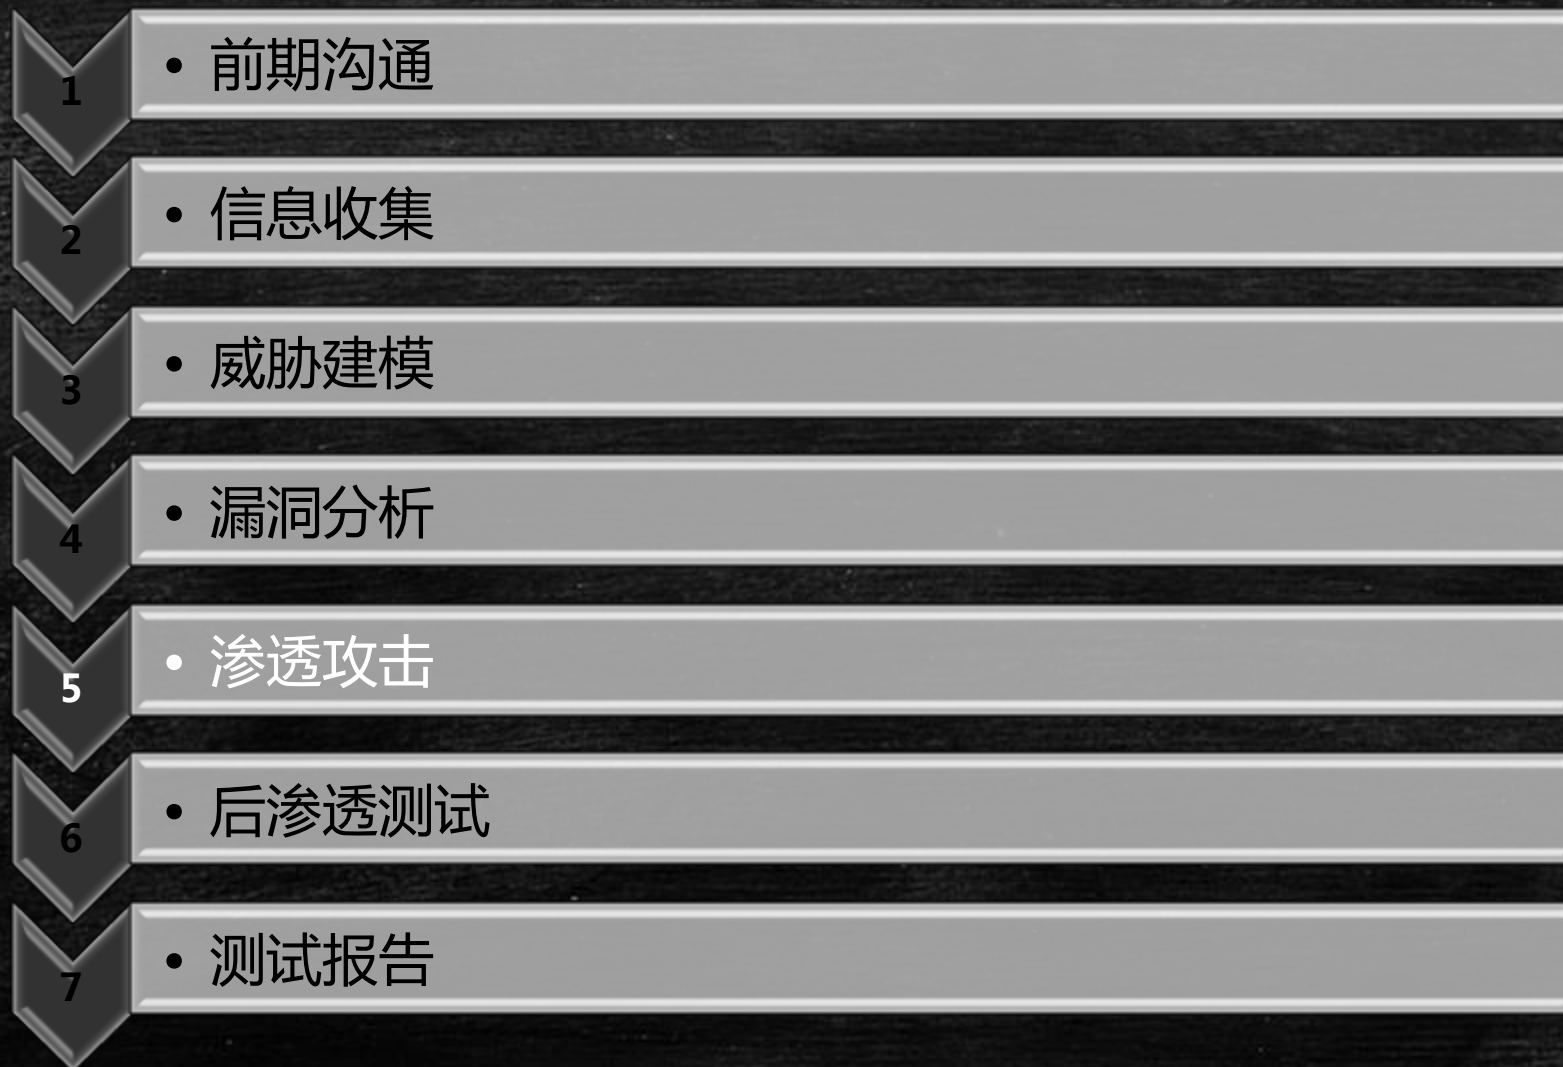 1
• 前期沟通
2
• 信息收集
3
• 威胁建模
4
• 漏洞分析
5
• 渗透攻击
6
• 后渗透测试
7
• 测试报告